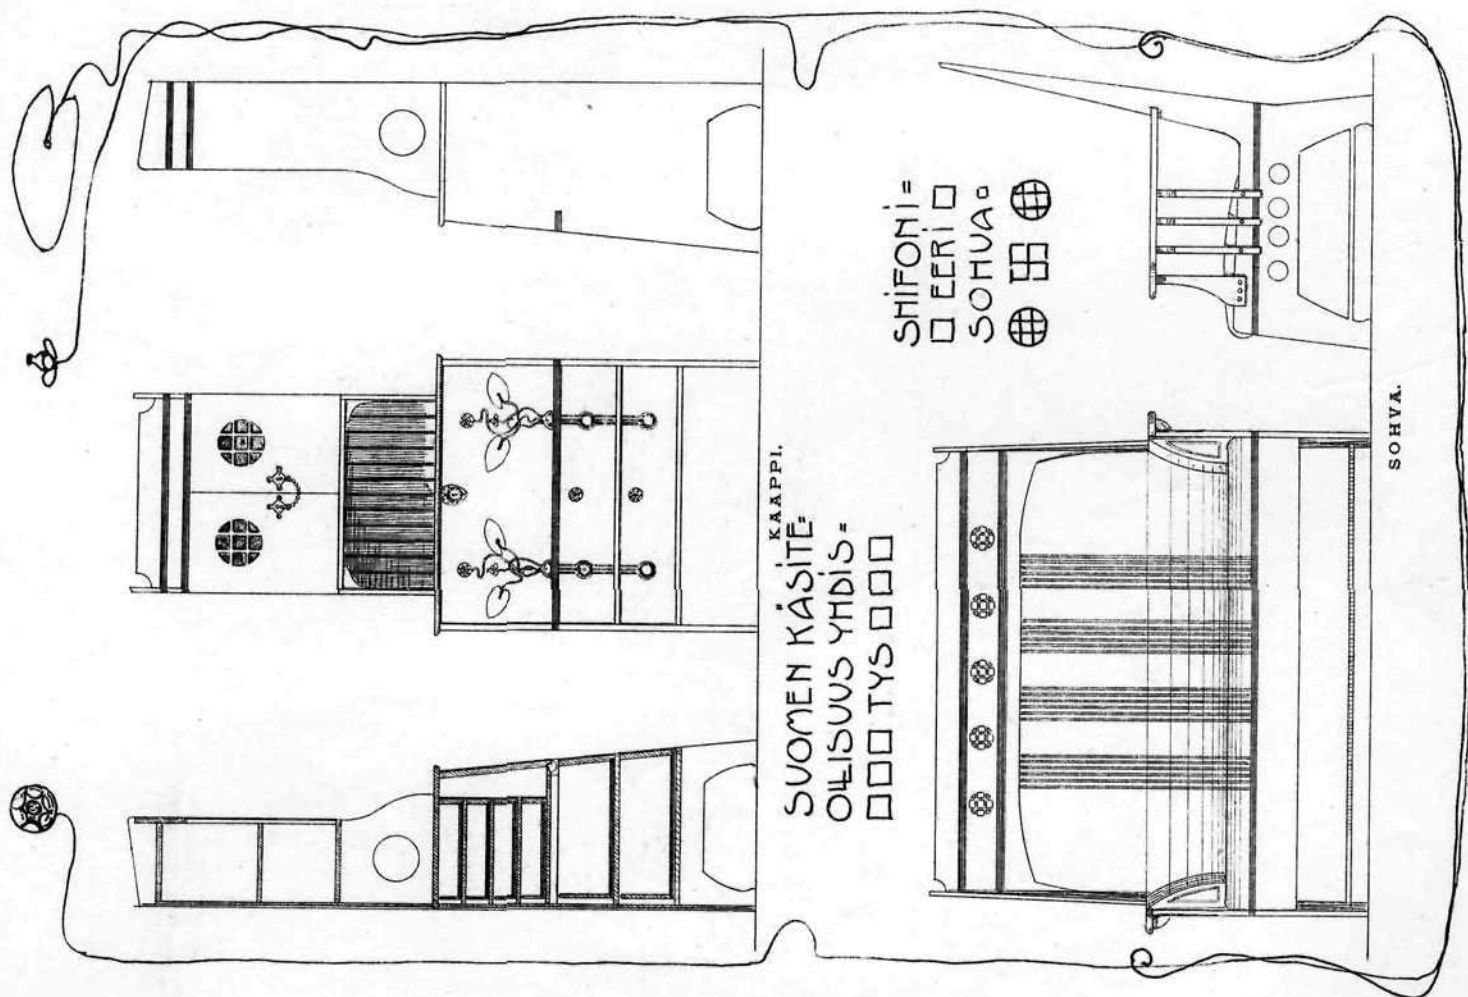 KAAPPI.
SUOMEN KÄSITE=
OLLISUUS YHDIS=
□□□ TYS □□□
SHIFONI=
□ EERI □
SOHVA □
SOHVA.